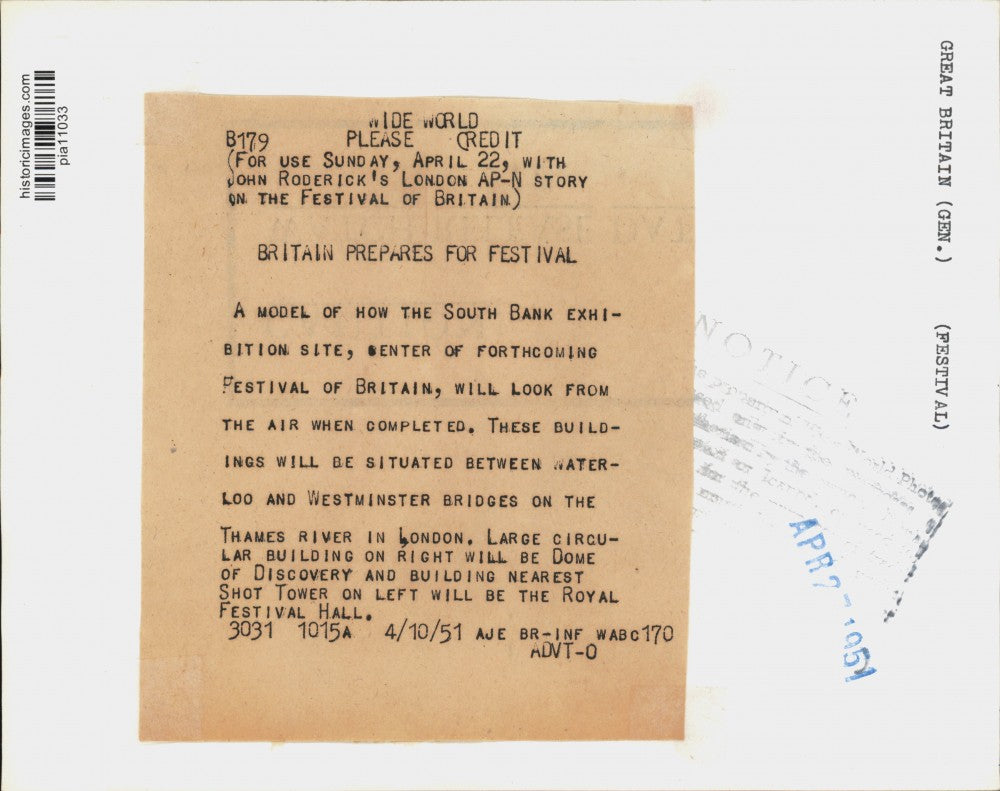 historicimages.com
pia11033
WIDE WORLD
B179 PLEASE CREDIT
(FOR USE SUNDAY, APRIL 22, WITH
JOHN RODERICK'S LONDON AP-N STORY
ON THE FESTIVAL OF BRITAIN)
BRITAIN PREPARES FOR FESTIVAL
A MODEL OF HOW THE SOUTH BANK EXHI-
BITION SITE, CENTER OF FORTHCOMING
FESTIVAL OF BRITAIN, WILL LOOK FROM
THE AIR WHEN COMPLETED. THESE BUILD-
INGS WILL BE SITUATED BETWEEN WATER-
LOO AND WESTMINSTER BRIDGES ON THE
THAMES RIVER IN LONDON. LARGE CIRCU-
LAR BUILDING ON RIGHT WILL BE DOME
OF DISCOVERY AND BUILDING NEAREST
SHOT TOWER ON LEFT WILL BE THE ROYAL
FESTIVAL HALL.
3031 1015A 4/10/51 AJE BR-INF WABC170
ADVT-O
GREAT BRITAIN (GEN.) (FESTIVAL)
NOTICE
APR 1951